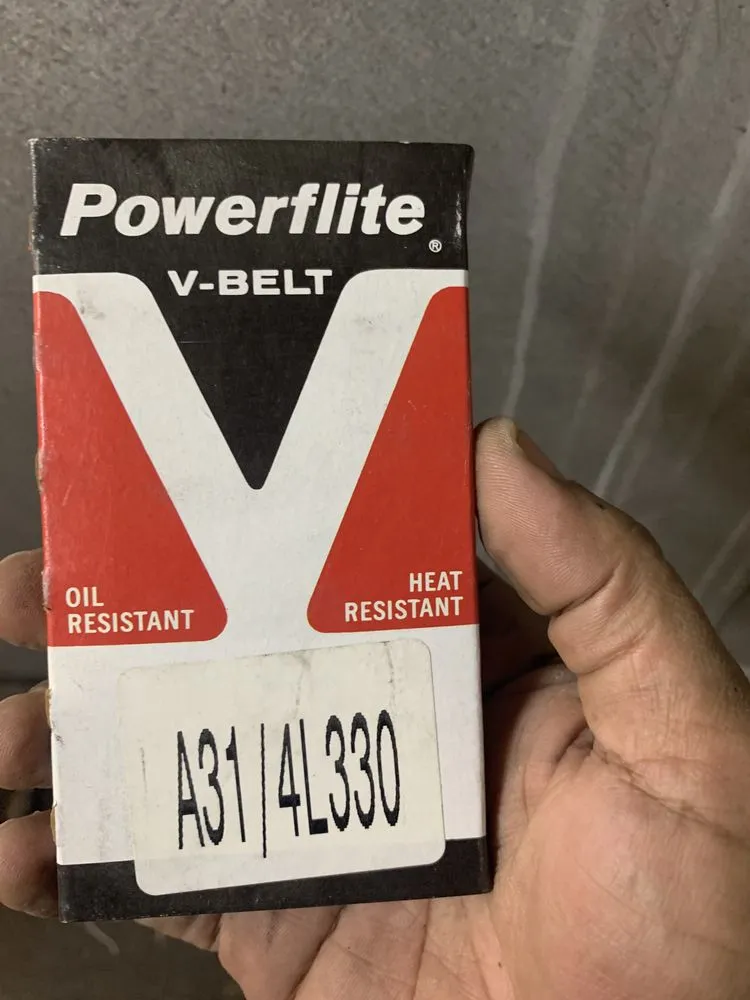 Powerflite
®
V-BELT
OIL
RESISTANT
HEAT
RESISTANT
A31/4L330